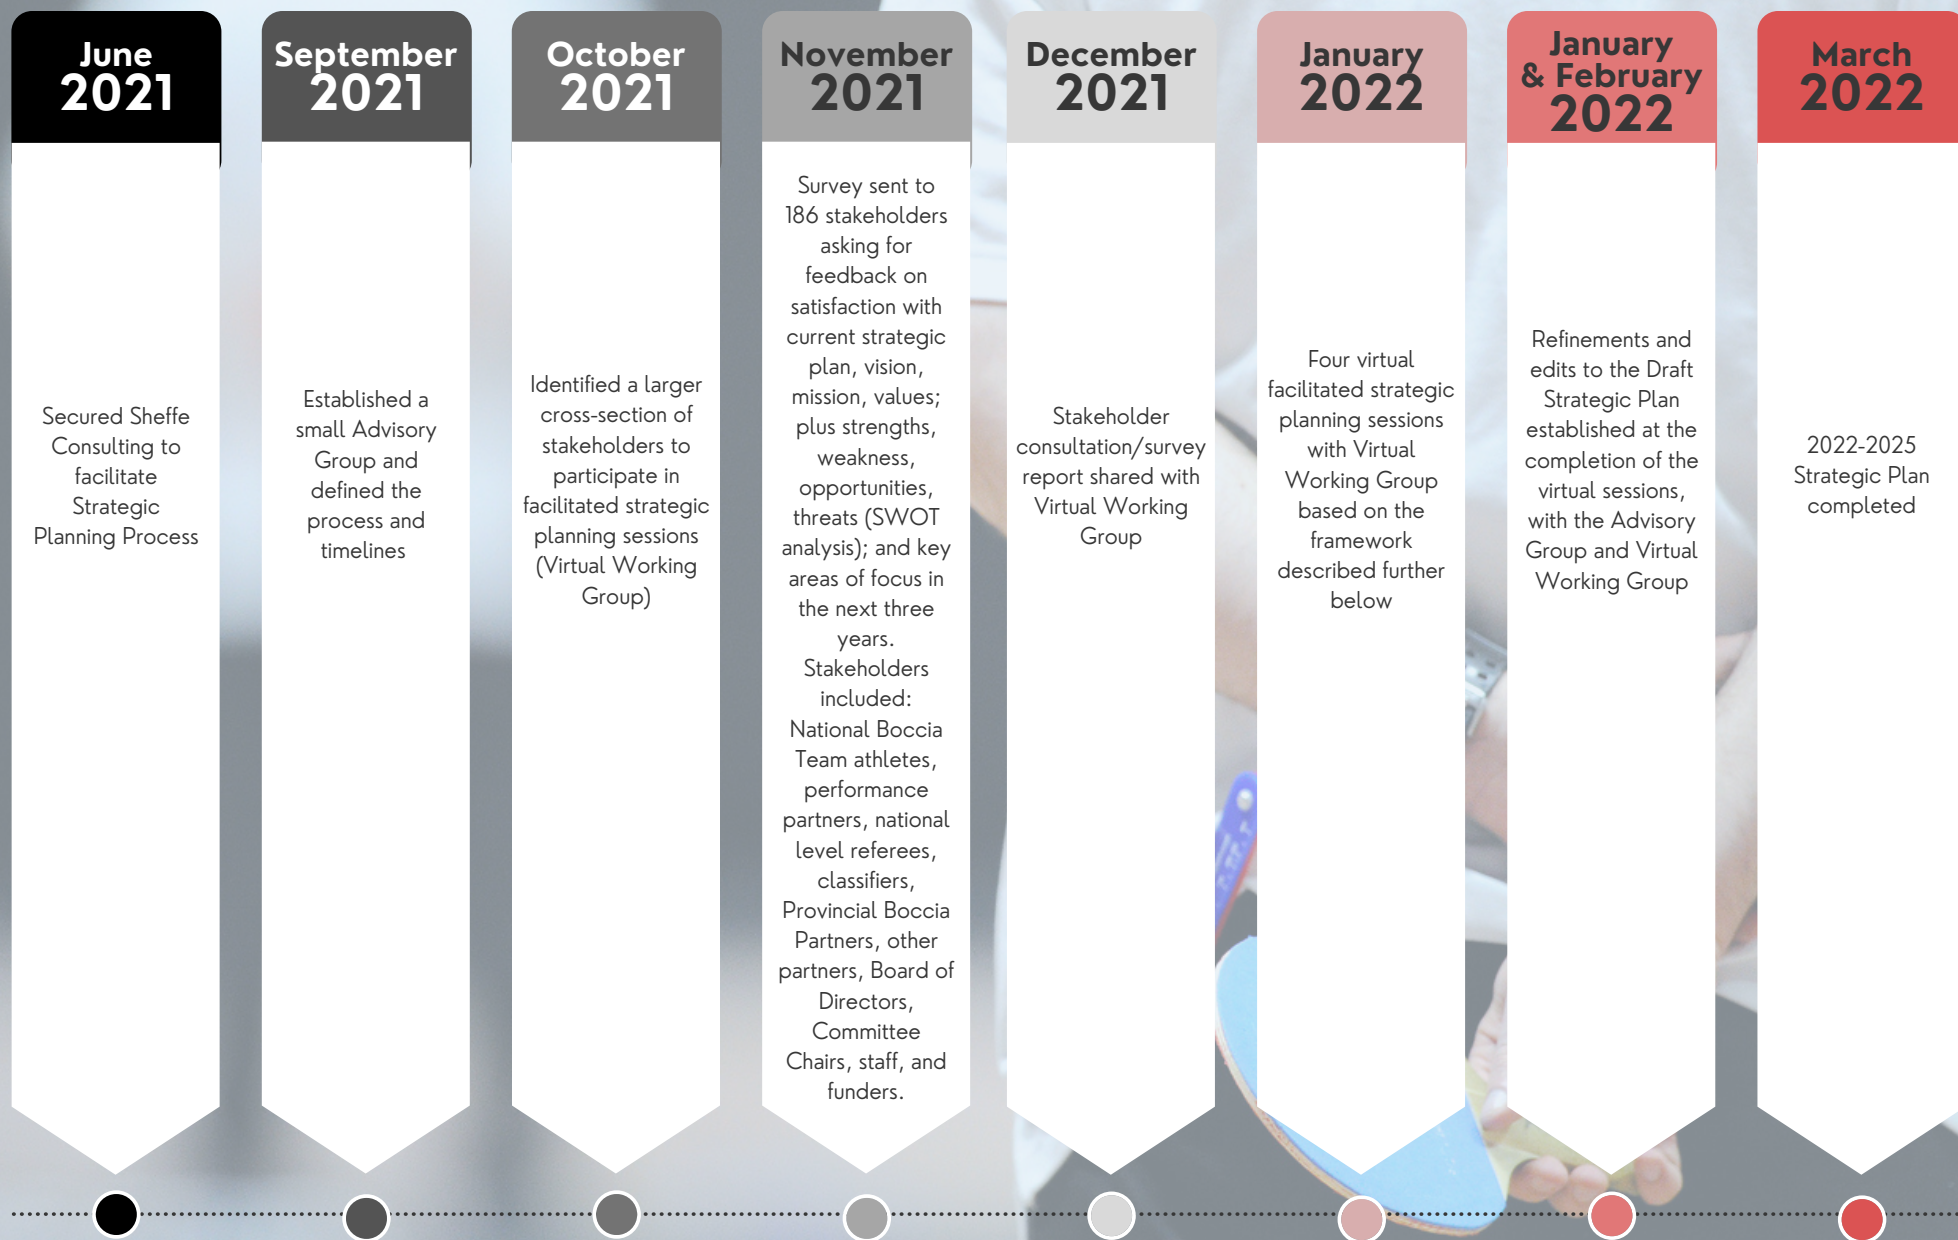 June
2021
Secured Sheffe
Consulting to
facilitate
Strategic
Planning Process
September
2021
Established a
small Advisory
Group and
defined the
process and
timelines
October
2021
Identified a larger
cross-section of
stakeholders to
participate in
facilitated strategic
planning sessions
(Virtual Working
Group)
November
2021
Survey sent to
186 stakeholders
asking for
feedback on
satisfaction with
current strategic
plan, vision,
mission, values;
plus strengths,
weakness,
opportunities,
threats (SWOT
analysis); and key
areas of focus in
the next three
years.
Stakeholders
included:
National Boccia
Team athletes,
performance
partners, national
level referees,
classifiers,
Provincial Boccia
Partners, other
partners, Board of
Directors,
Committee
Chairs, staff, and
funders.
December
2021
Stakeholder
consultation/survey
report shared with
Virtual Working
Group
January
2022
Four virtual
facilitated strategic
planning sessions
with Virtual
Working Group
based on the
framework
described further
below
January
& February
2022
Refinements and
edits to the Draft
Strategic Plan
established at the
completion of the
virtual sessions,
with the Advisory
Group and Virtual
Working Group
March
2022
2022-2025
Strategic Plan
completed